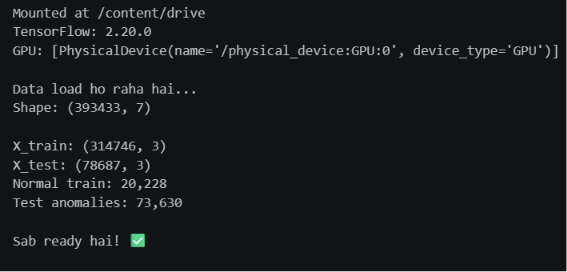 Mounted at /content/drive
TensorFlow: 2.20.0
GPU: [PhysicalDevice(name='/physical_device:GPU:0', device_type='GPU')]
Data load ho raha hai...
Shape: (393433, 7)
X_train: (314746, 3)
X_test: (78687, 3)
Normal train: 20,228
Test anomalies: 73,630
Sab ready hai! ✅